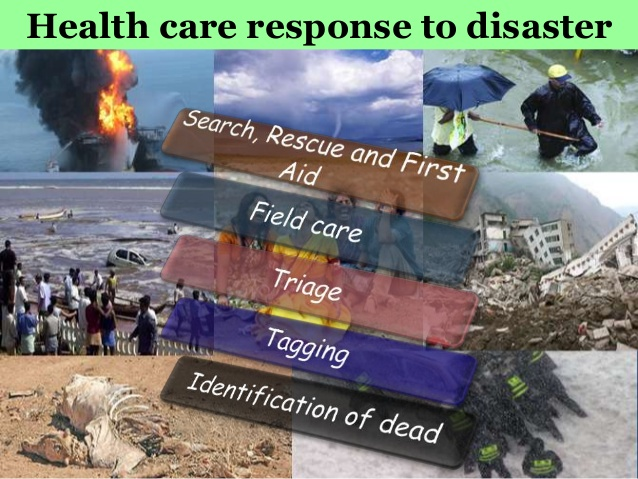 Health care response to disaster
Search, Rescue and First
Aid
Field care
Triage
Tagging
Identification of dead